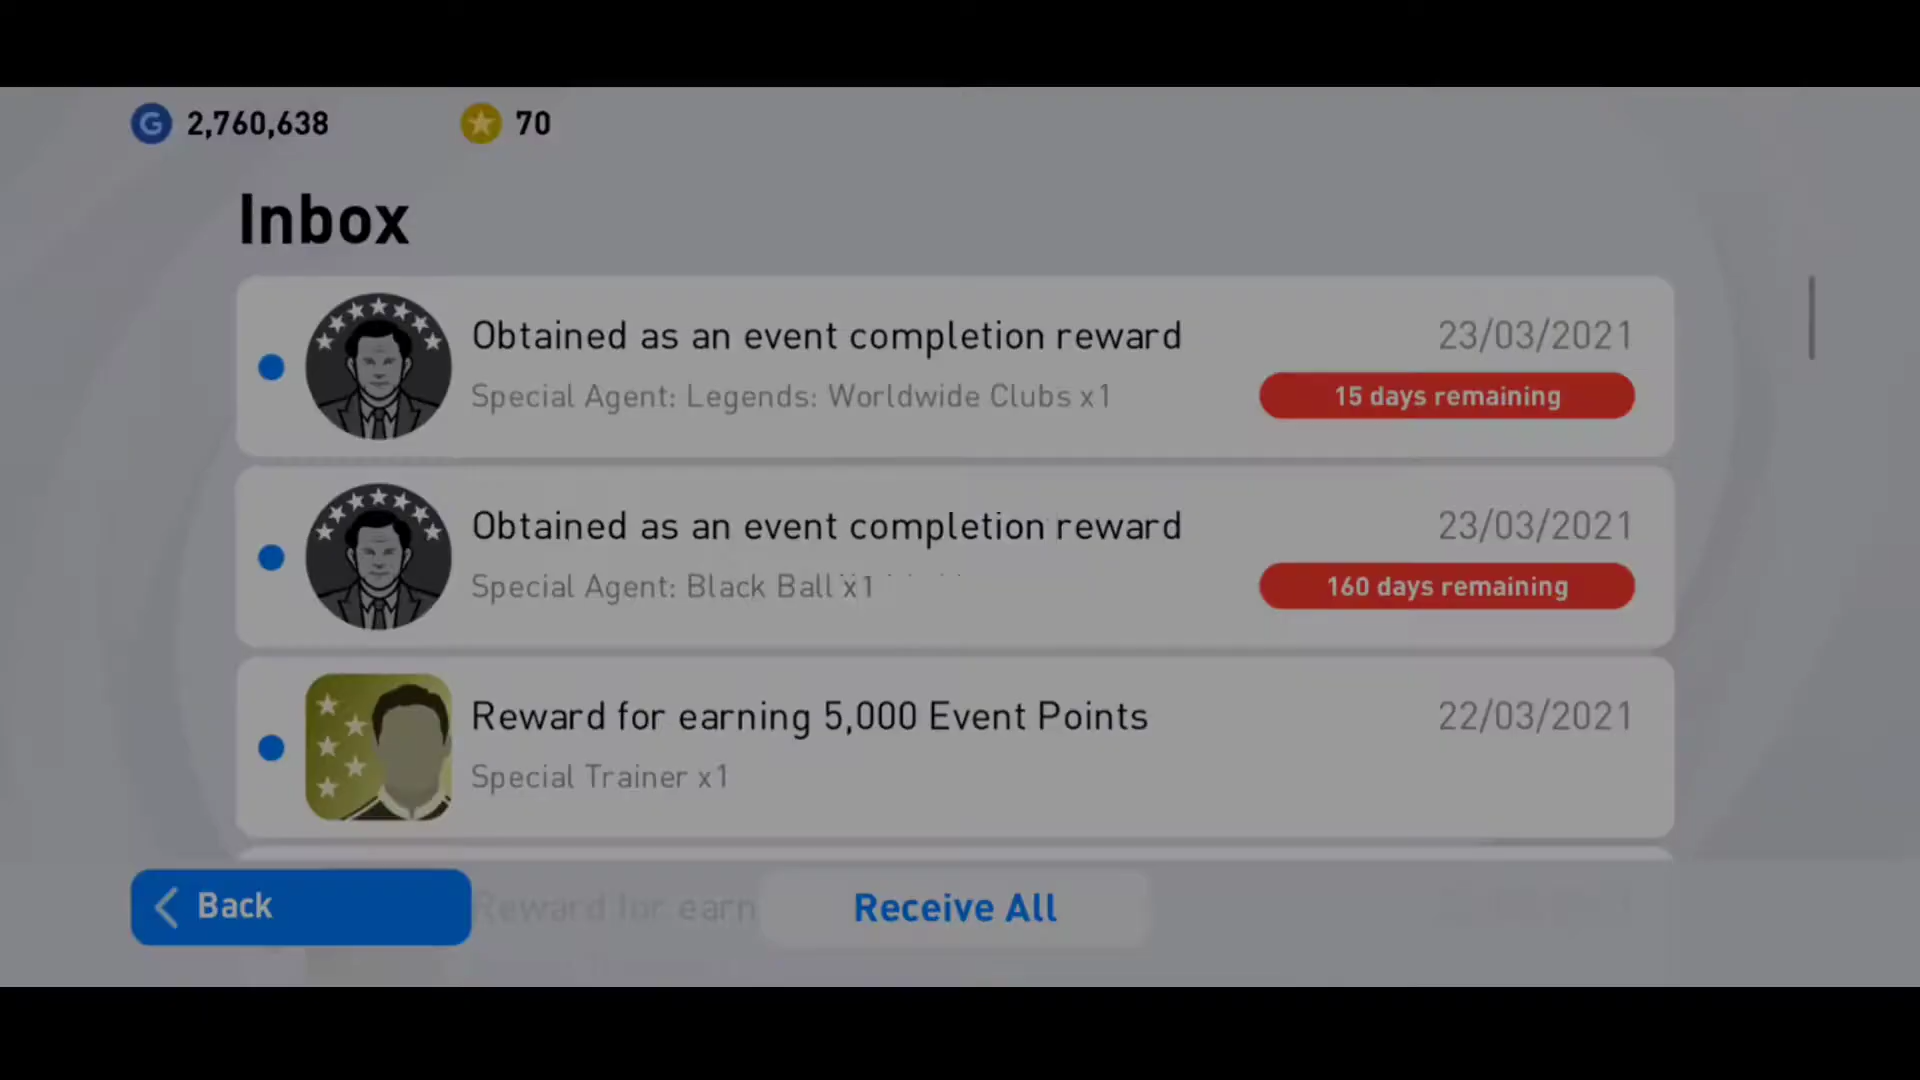 G 2,760,638 70
Inbox
Obtained as an event completion reward 23/03/2021
Special Agent: Legends: Worldwide Clubs x1 15 days remaining
Obtained as an event completion reward 23/03/2021
Special Agent: Black Ball x1 160 days remaining
Reward for earning 5,000 Event Points 22/03/2021
Special Trainer x1
Back Reward for earn Receive All